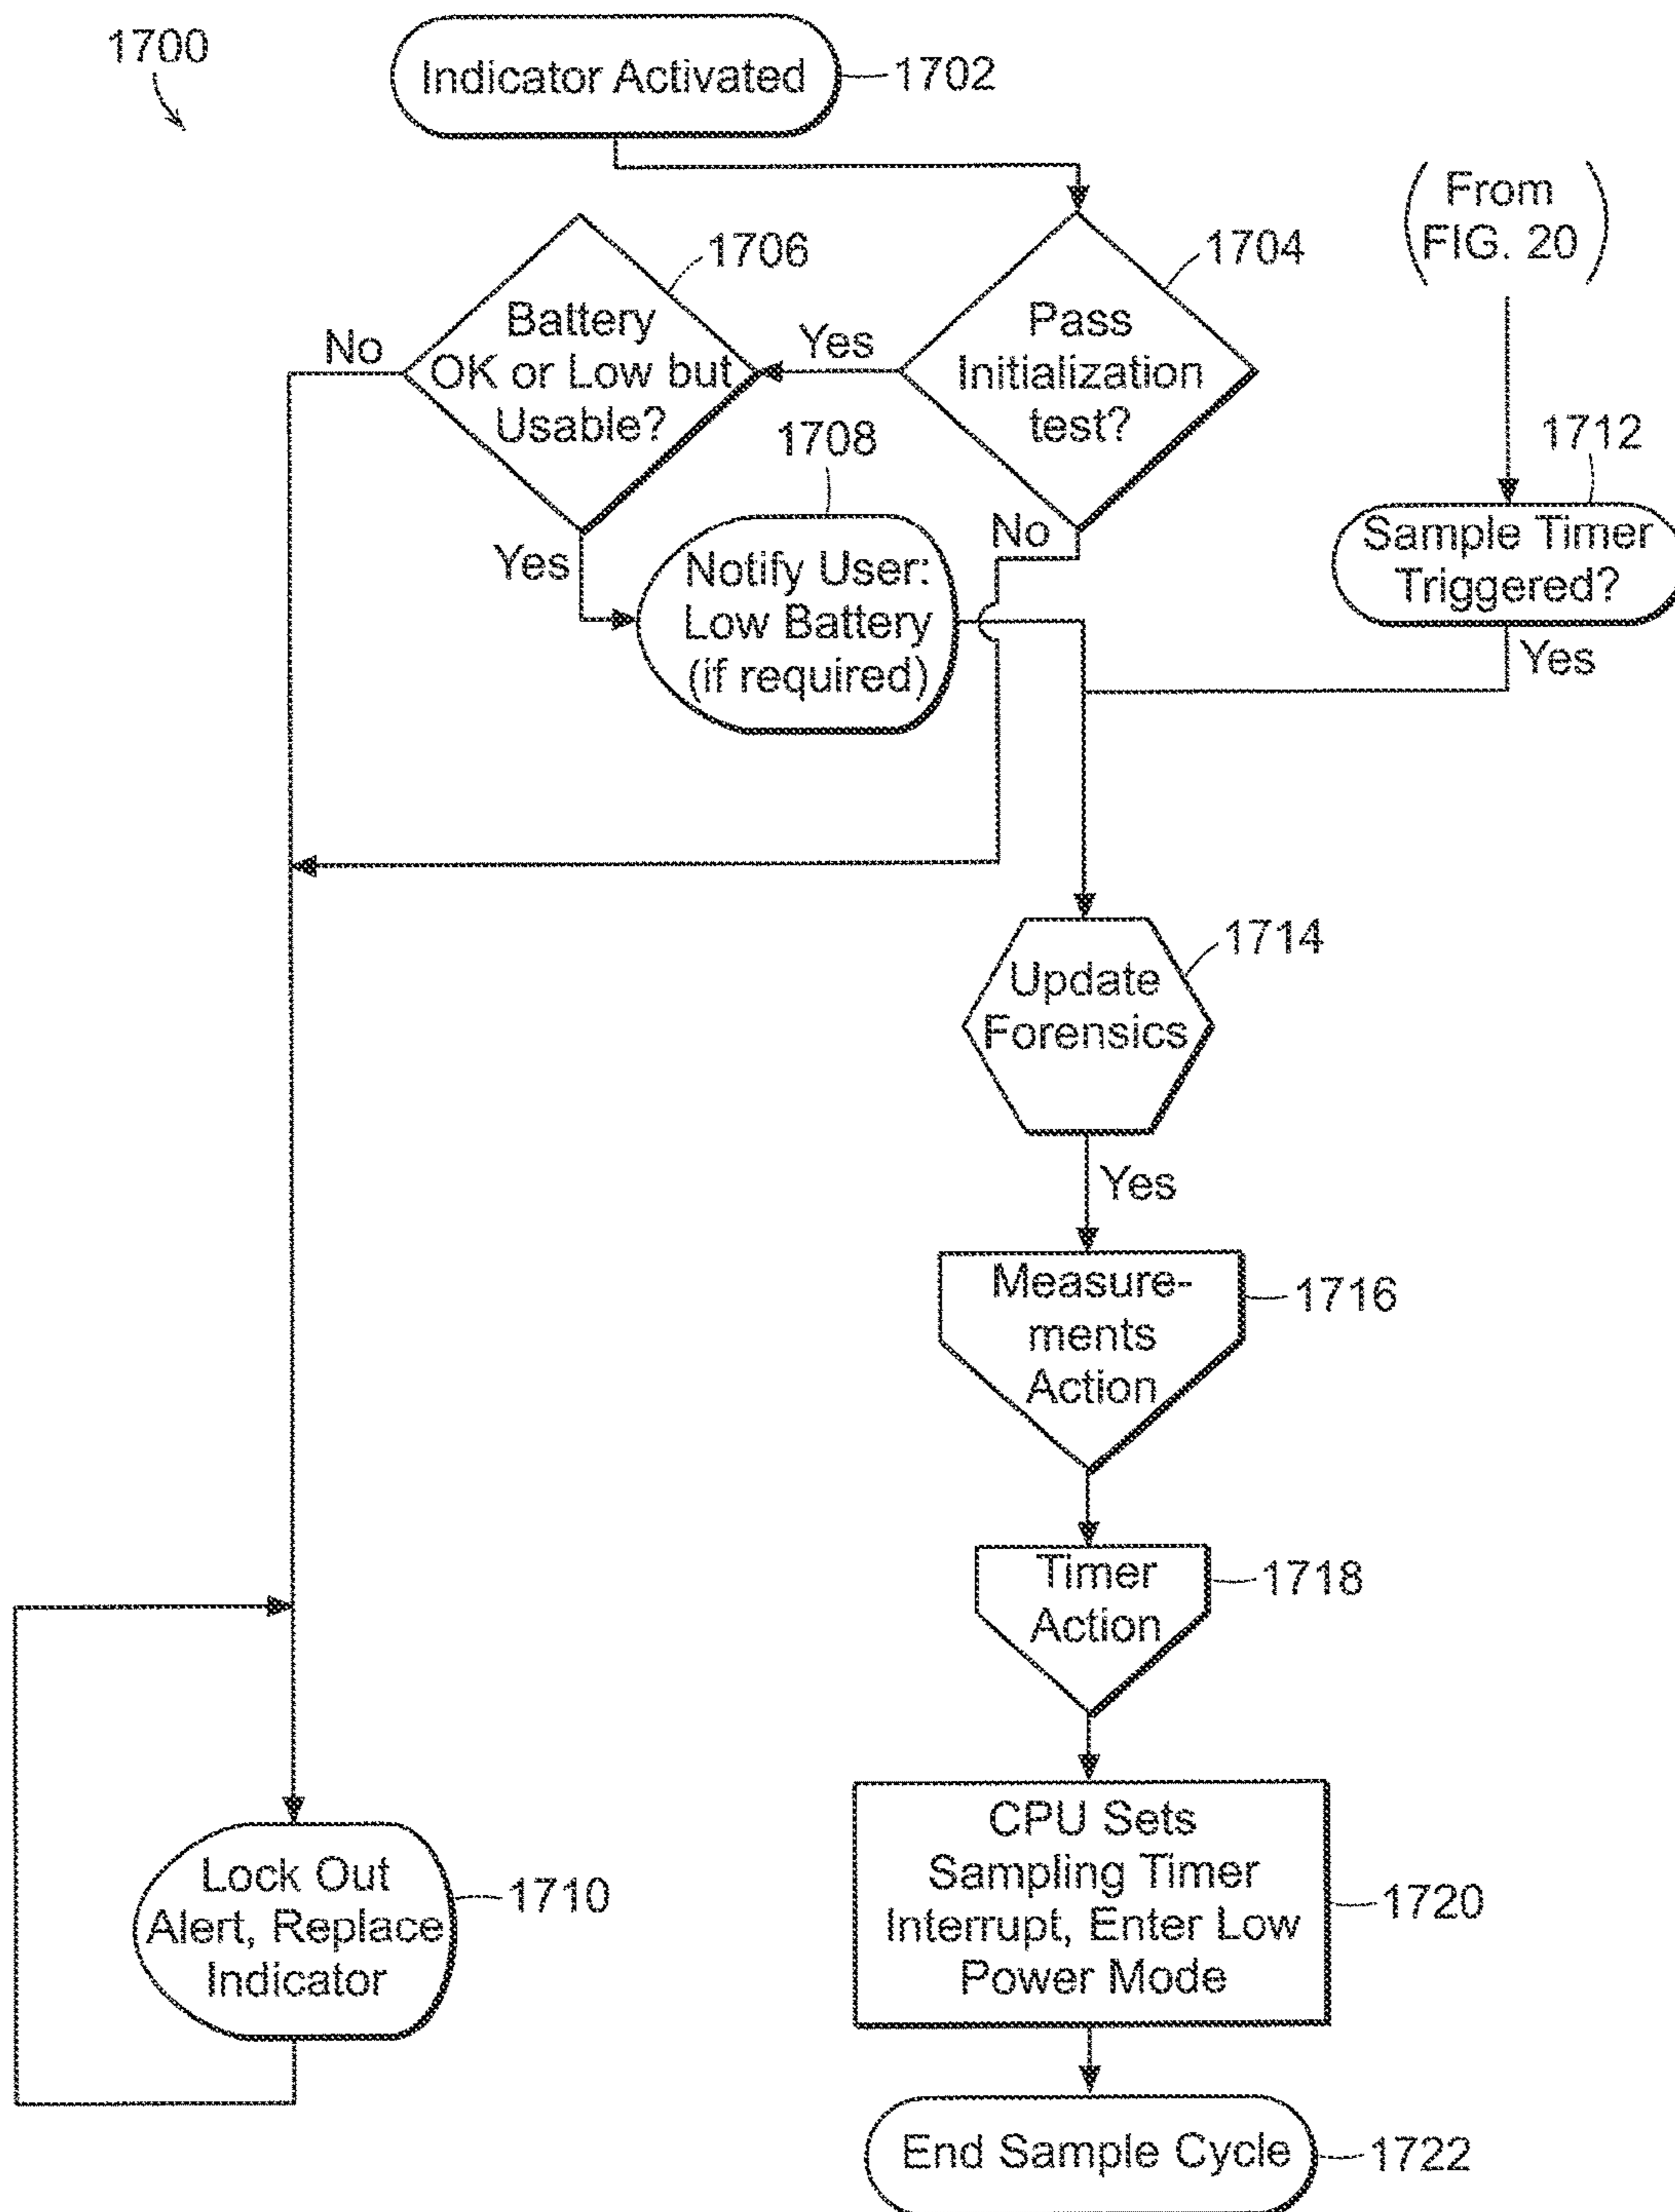 1700
Indicator Activated
1702
1706
1704
(From
FIG. 20)
Battery
OK or Low but
Usable?
No
Yes
Pass
Initialization
test?
1708
1712
Yes
No
Notify User:
Low Battery
(if required)
Sample Timer
Triggered?
Yes
1714
Update
Forensics
Yes
Measure-
ments
Action
1716
Timer
Action
1718
Lock Out
Alert, Replace
Indicator
1710
CPU Sets
Sampling Timer
Interrupt, Enter Low
Power Mode
1720
End Sample Cycle
1722